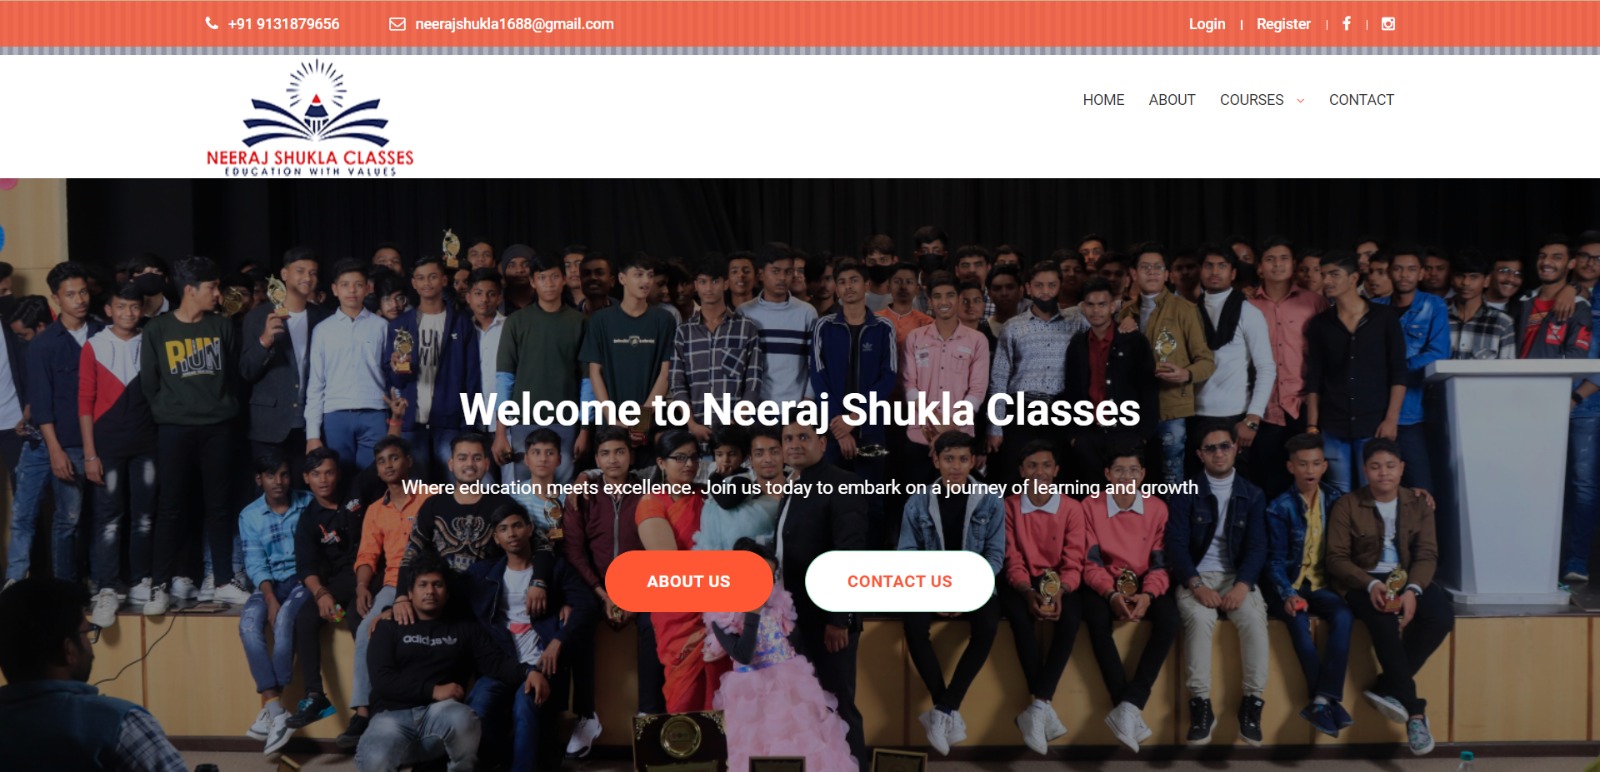 +91 9131879656 neerajshukla1688@gmail.com Login | Register | |
NEERAJ SHUKLA CLASSES
EDUCATION WITH VALUES
HOME ABOUT COURSES CONTACT
RUN
Welcome to Neeraj Shukla Classes
Where education meets excellence. Join us today to embark on a journey of learning and growth
ABOUT US CONTACT US
adidas